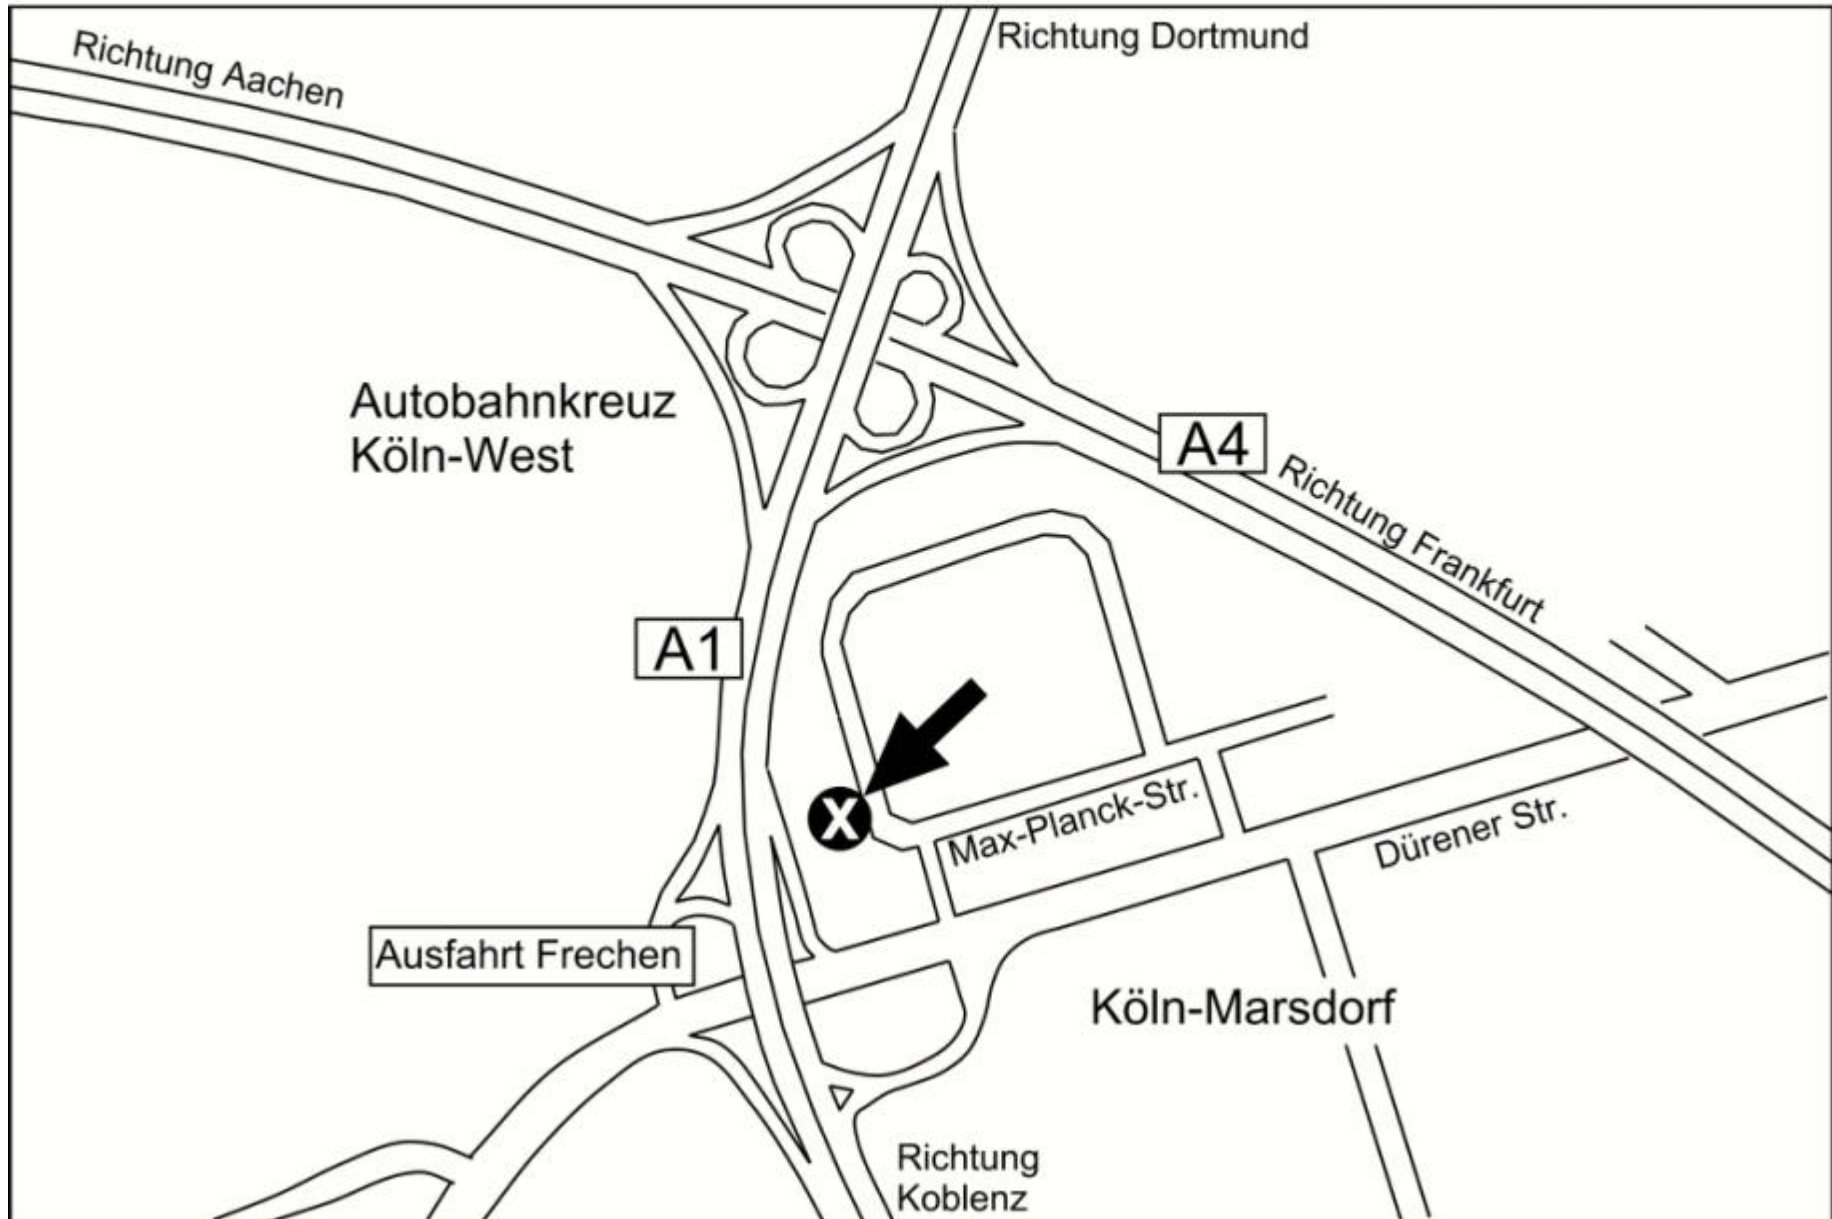 Richtung Dortmund
Richtung Aachen
Autobahnkreuz
Köln-West
A4
Richtung Frankfurt
A1
X
Max-Planck-Str.
Dürener Str.
Ausfahrt Frechen
Köln-Marsdorf
Richtung
Koblenz